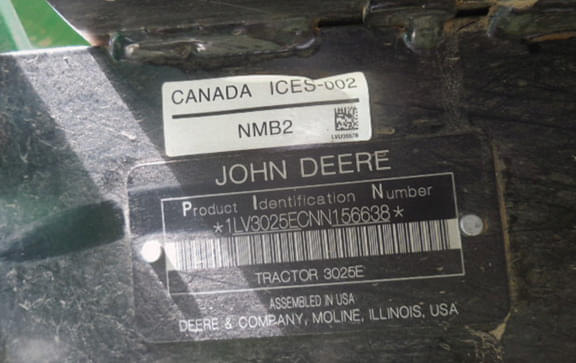 CANADA ICES-002
NMB2
JOHN DEERE
Product Identification Number
*1LV3025ECNN156638*
TRACTOR 3025E
ASSEMBLED IN USA
DEERE & COMPANY, MOLINE, ILLINOIS, USA